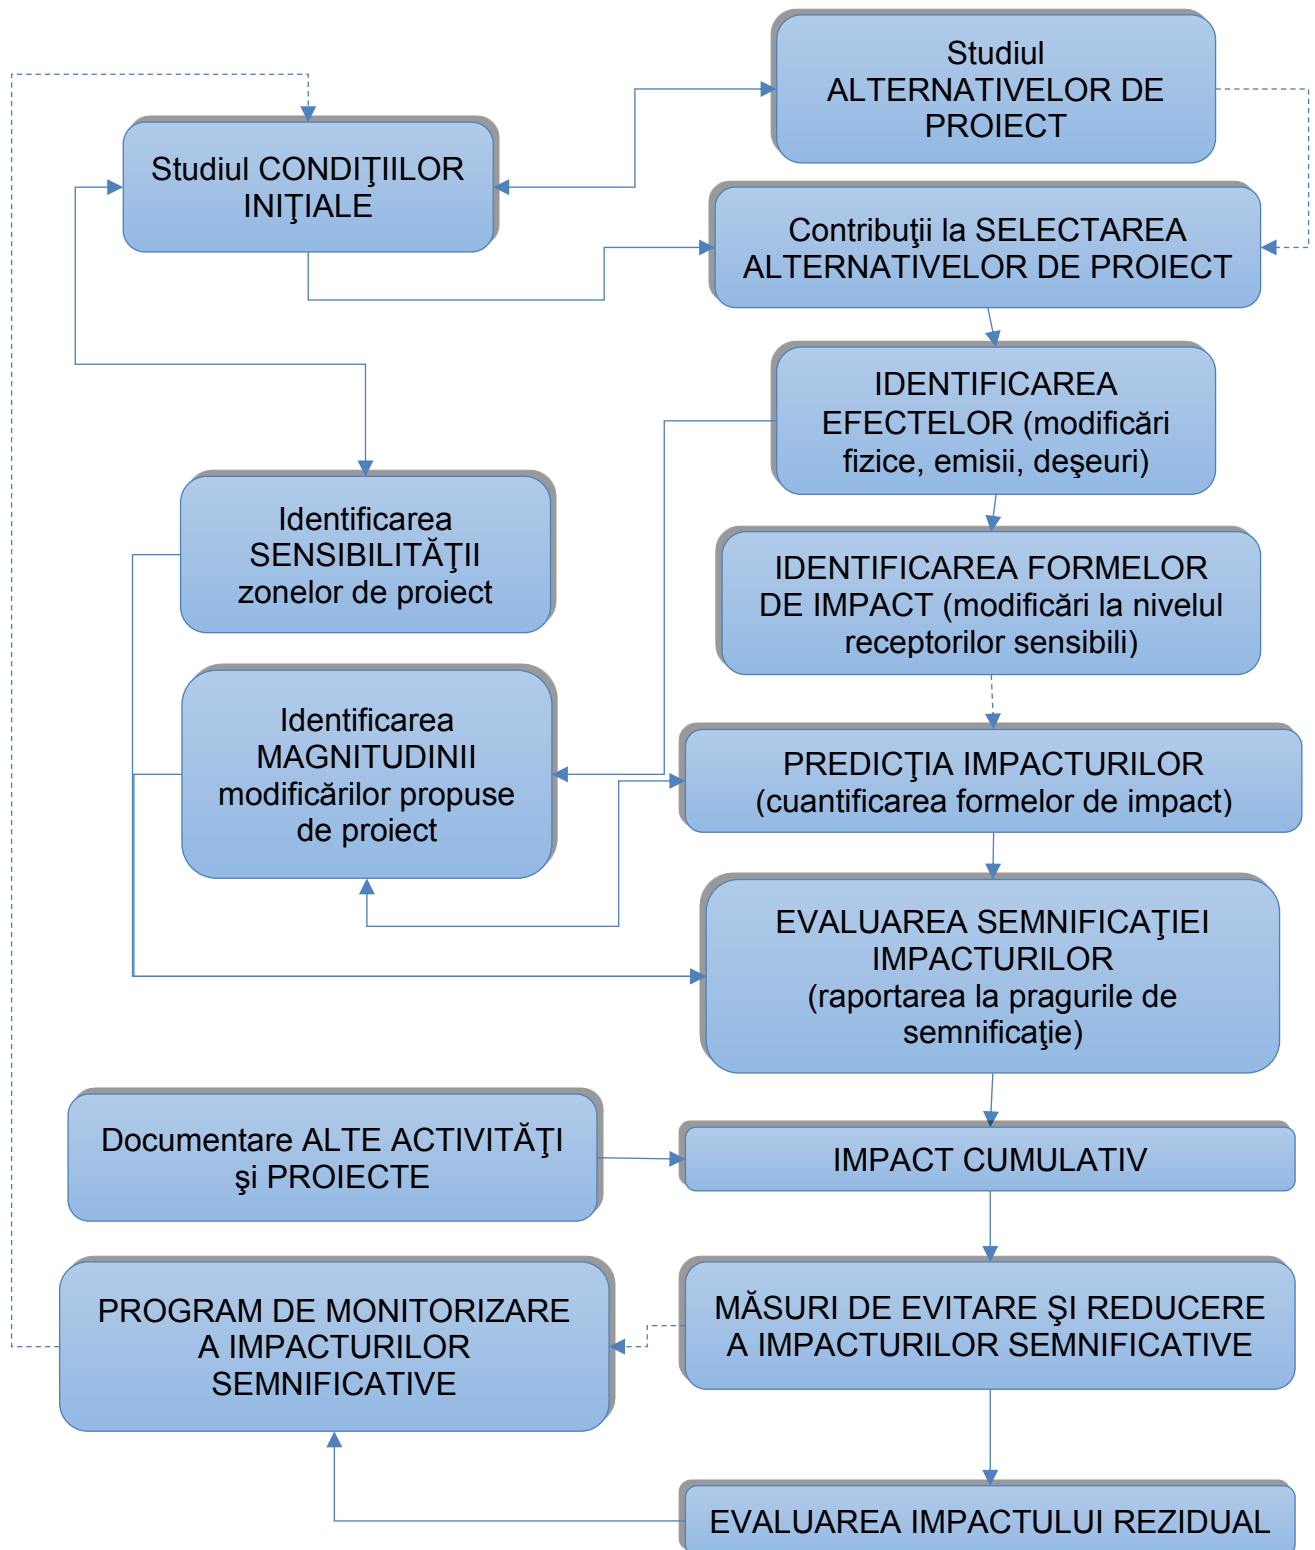 Studiul
ALTERNATIVELOR DE
PROIECT
Studiul CONDIŢIILOR
INIŢIALE
Contribuţii la SELECTAREA
ALTERNATIVELOR DE PROIECT
IDENTIFICAREA
EFECTELOR (modificări
fizice, emisii, deşeuri)
Identificarea
SENSIBILITĂŢII
zonelor de proiect
IDENTIFICAREA FORMELOR
DE IMPACT (modificări la nivelul
receptorilor sensibili)
Identificarea
MAGNITUDINII
modificărilor propuse
de proiect
PREDICŢIA IMPACTURILOR
(cuantificarea formelor de impact)
EVALUAREA SEMNIFICAŢIEI
IMPACTURILOR
(raportarea la pragurile de
semnificaţie)
Documentare ALTE ACTIVITĂŢI
şi PROIECTE
IMPACT CUMULATIV
PROGRAM DE MONITORIZARE
A IMPACTURILOR
SEMNIFICATIVE
MĂSURI DE EVITARE ŞI REDUCERE
A IMPACTURILOR SEMNIFICATIVE
EVALUAREA IMPACTULUI REZIDUAL